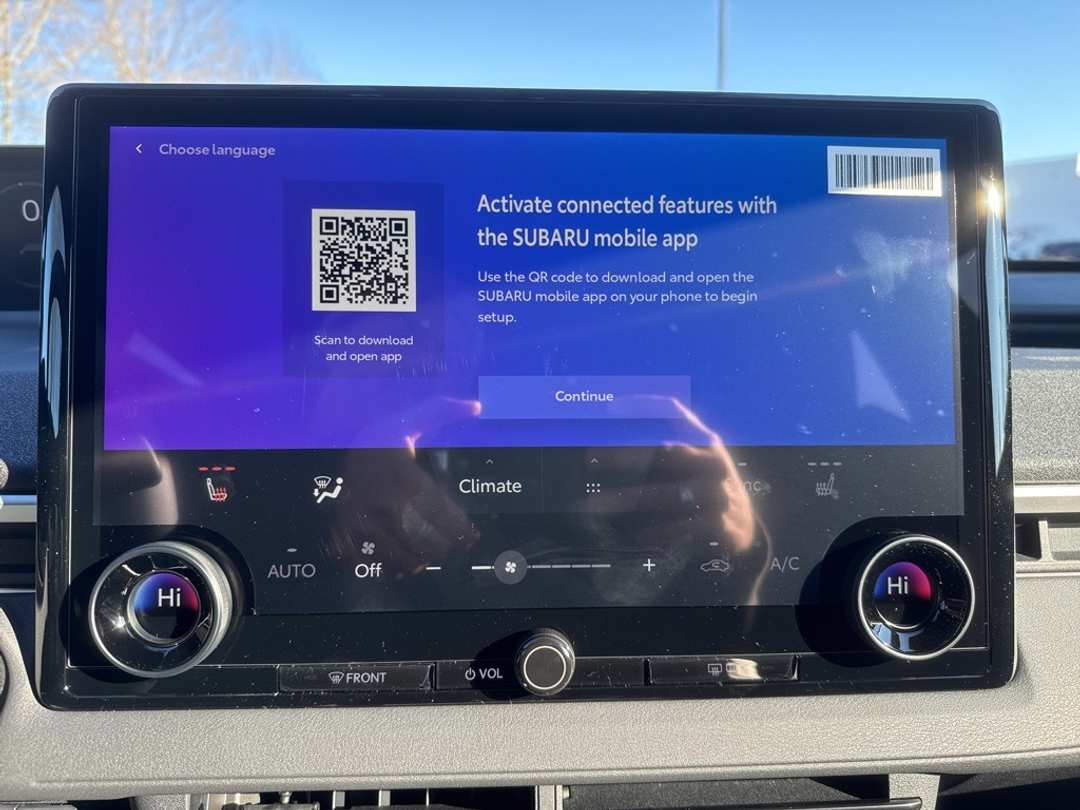 Choose language
Activate connected features with
the SUBARU mobile app
Use the QR code to download and open the
SUBARU mobile app on your phone to begin
setup.
Scan to download
and open app
Continue
Climate
AUTO
Off
A/C
Hi
Hi
FRONT
VOL
0